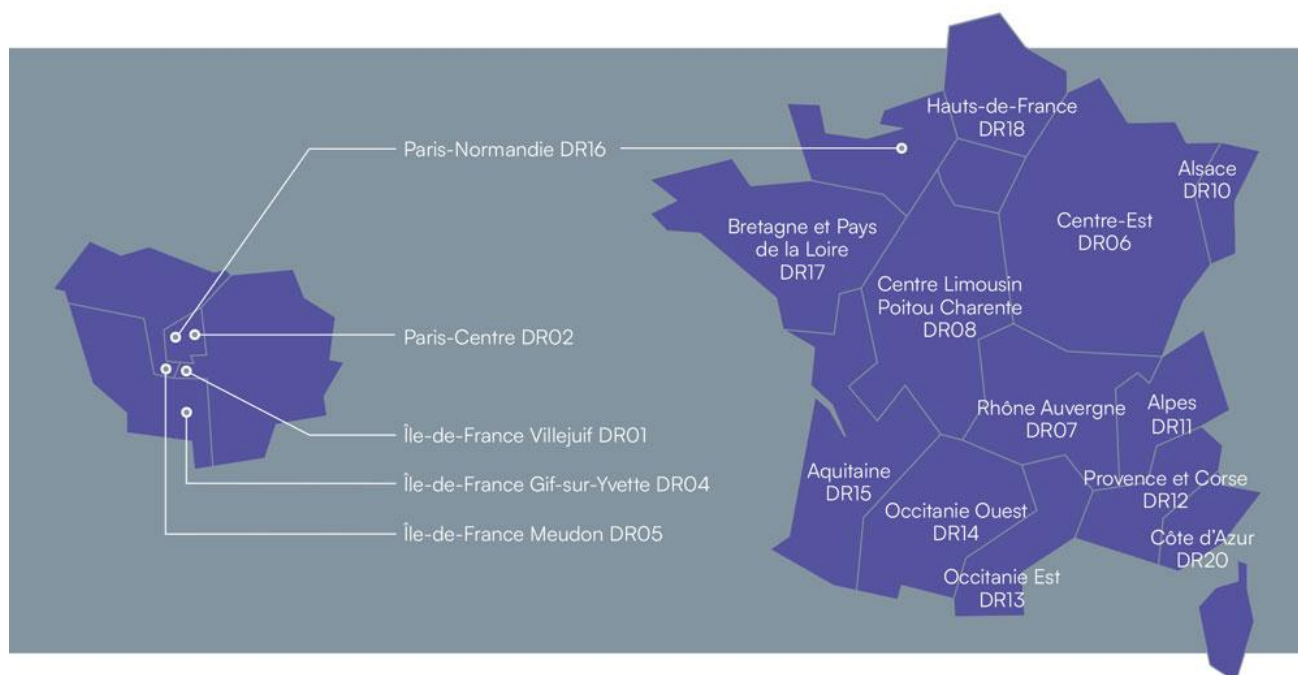 Paris-Normandie DR16
Paris-Centre DR02
Île-de-France Villejuif DR01
Île-de-France Gif-sur-Yvette DR04
Île-de-France Meudon DR05
Hauts-de-France
DR18
Alsace
DR10
Centre-Est
DR06
Bretagne et Pays
de la Loire
DR17
Centre Limousin
Poitou Charente
DR08
Rhône Auvergne
DR07
Alpes
DR11
Aquitaine
DR15
Provence et Corse
DR12
Occitanie Ouest
DR14
Côte d'Azur
DR20
Occitanie Est
DR13